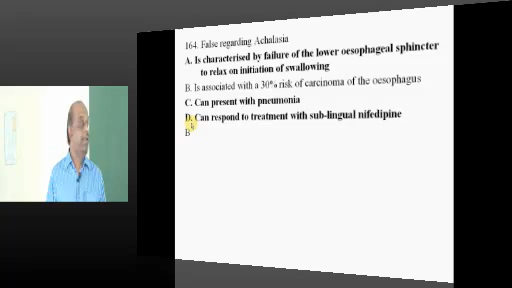 164. False regarding Achalasia
A. Is characterised by failure of the lower oesophageal sphincter
to relax on initiation of swallowing
B. Is associated with a 30% risk of carcinoma of the oesophagus
C. Can present with pneumonia
D. Can respond to treatment with sub-lingual nifedipine
B